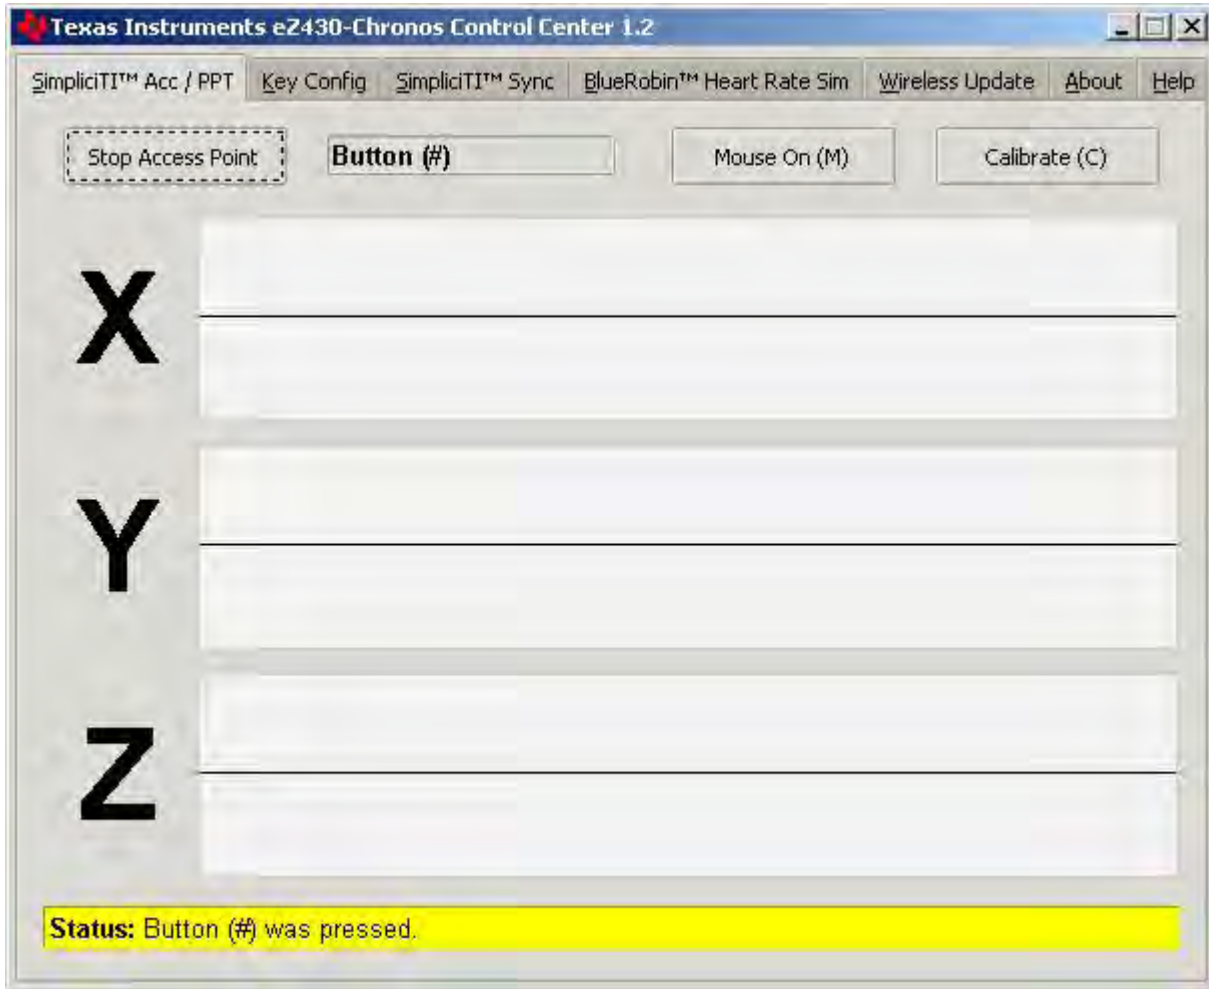 Texas Instruments eZ430-Chronos Control Center 1.2
SimpliciTI™ Acc / PPT Key Config SimpliciTI™ Sync BlueRobin™ Heart Rate Sim Wireless Update About Help
Stop Access Point Button (#) Mouse On (M) Calibrate (C)
X
Y
Z
Status: Button (#) was pressed.